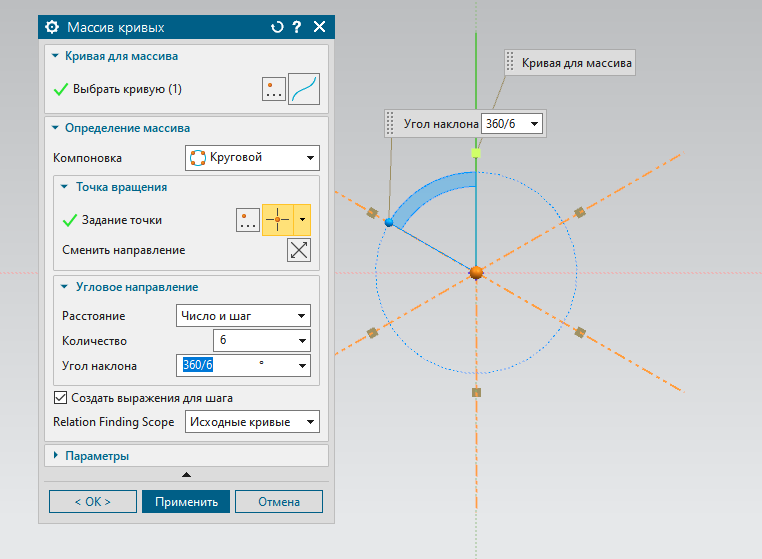 Массив кривых
Кривая для массива
Выбрать кривую (1)
Определение массива
Компоновка Круговой
Точка вращения
Задание точки
Сменить направление
Угловое направление
Расстояние Число и шаг
Количество 6
Угол наклона 360/6 °
Создать выражения для шага
Relation Finding Scope Исходные кривые
Параметры
< OK > Применить Отмена
Кривая для массива
Угол наклона 360/6